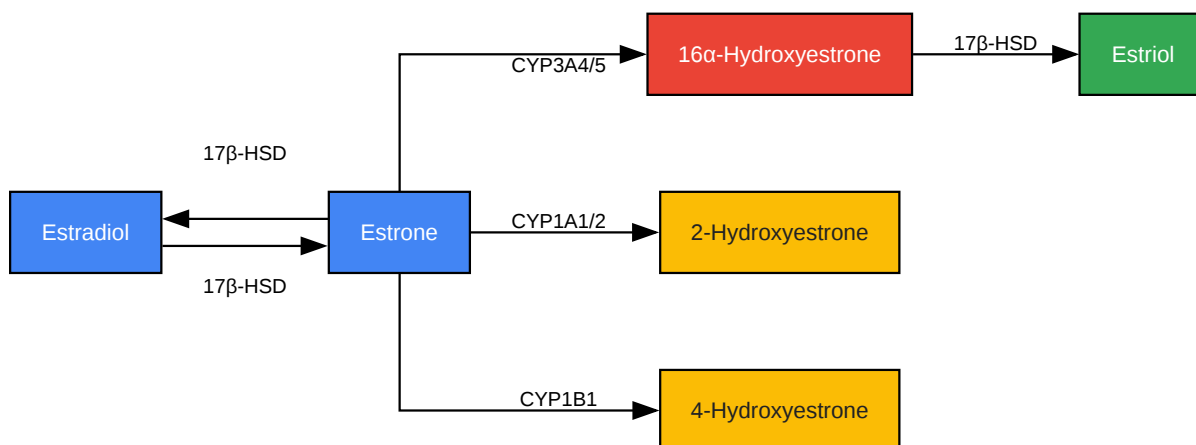 16α-Hydroxyestrone
17β-HSD
Estriol
CYP3A4/5
17β-HSD
Estradiol
Estrone
CYP1A1/2
2-Hydroxyestrone
17β-HSD
CYP1B1
4-Hydroxyestrone